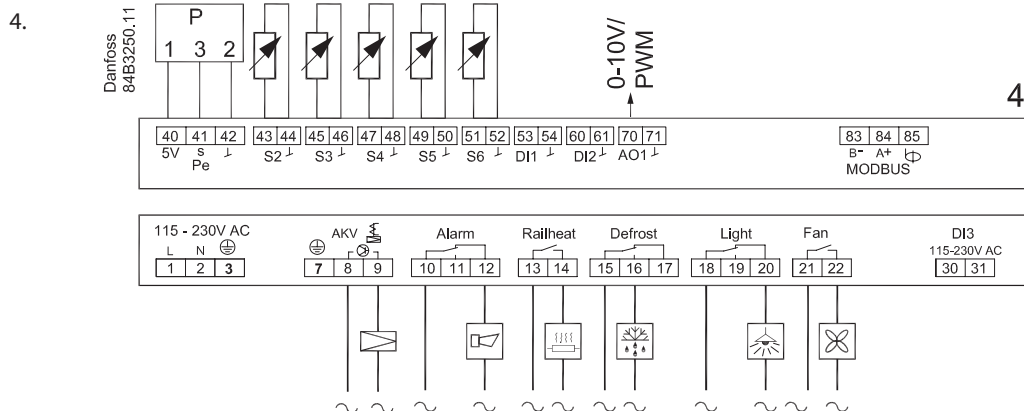 4.
Danfoss
84B3250.11
P
1 3 2
0-10V/
PWM
4
40 41 42 43 44 45 46 47 48 49 50 51 52 53 54 60 61 70 71 83 84 85
5V s S2 S3 S4 S5 S6 DI1 DI2 AO1 B- A+
Pe MODBUS
115 - 230V AC AKV Alarm Railheat Defrost Light Fan DI3
L N 115-230V AC
1 2 3 7 8 9 10 11 12 13 14 15 16 17 18 19 20 21 22 30 31